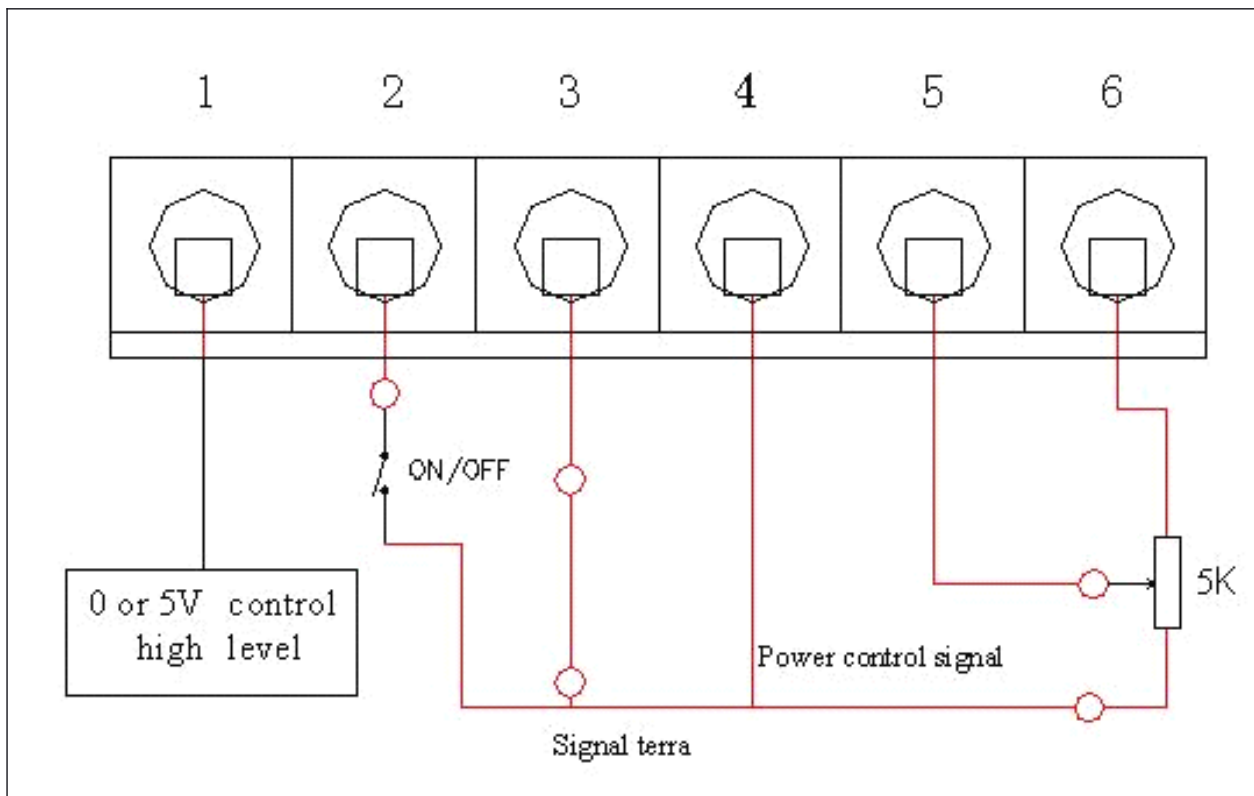 1 2 3 4 5 6
ON/OFF
0 or 5V control
high level
5K
Power control signal
Signal terra